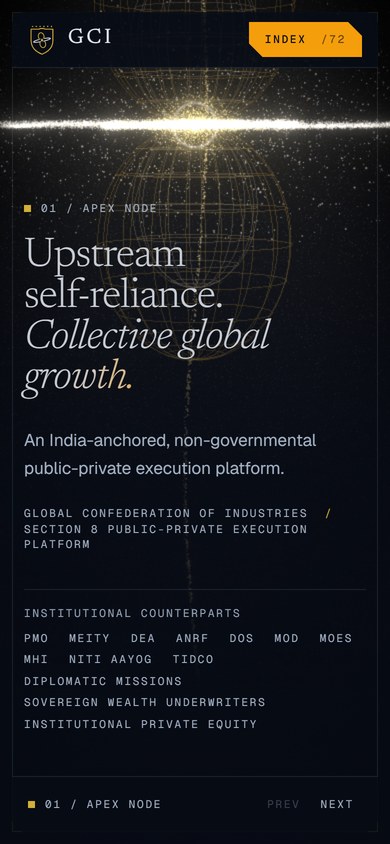 GCI
INDEX /72
01 / APEX NODE
Upstream
self-reliance.
Collective global
growth.
An India-anchored, non-governmental
public-private execution platform.
GLOBAL CONFEDERATION OF INDUSTRIES /
SECTION 8 PUBLIC-PRIVATE EXECUTION
PLATFORM
INSTITUTIONAL COUNTERPARTS
PMO MEITY DEA ANRF DOS MOD MOES
MHI NITI AAYOG TIDCO
DIPLOMATIC MISSIONS
SOVEREIGN WEALTH UNDERWRITERS
INSTITUTIONAL PRIVATE EQUITY
01 / APEX NODE PREV NEXT